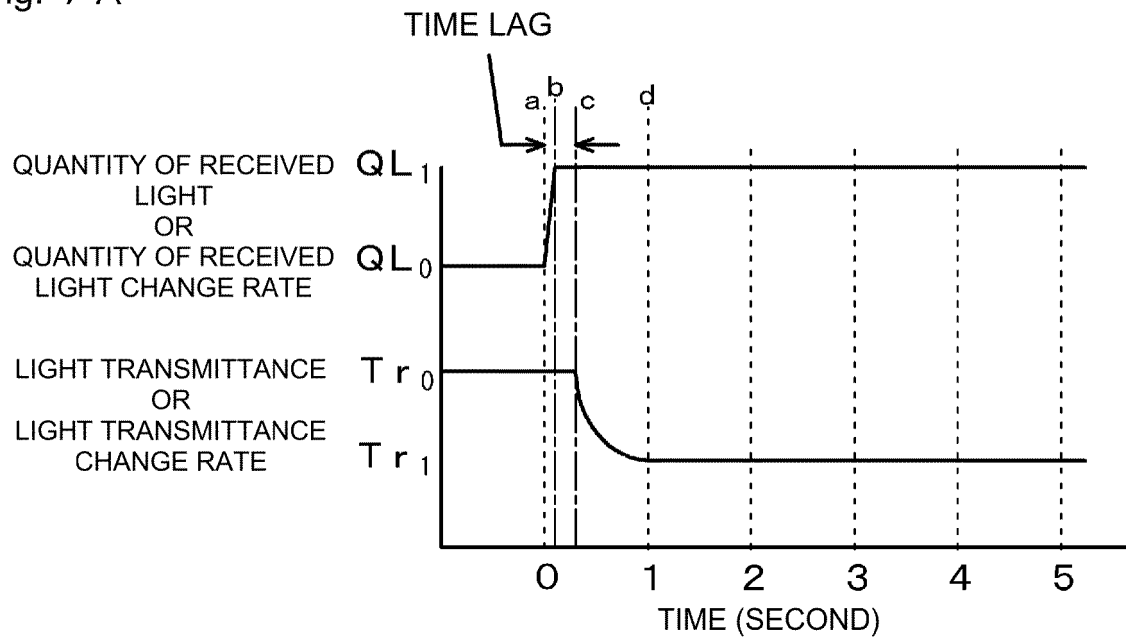 Fig. 7 A
TIME LAG
a b c d
QUANTITY OF RECEIVED
LIGHT
OR
QUANTITY OF RECEIVED
LIGHT CHANGE RATE
QL1
QL0
LIGHT TRANSMITTANCE
OR
LIGHT TRANSMITTANCE
CHANGE RATE
Tr0
Tr1
0 1 2 3 4 5
TIME (SECOND)